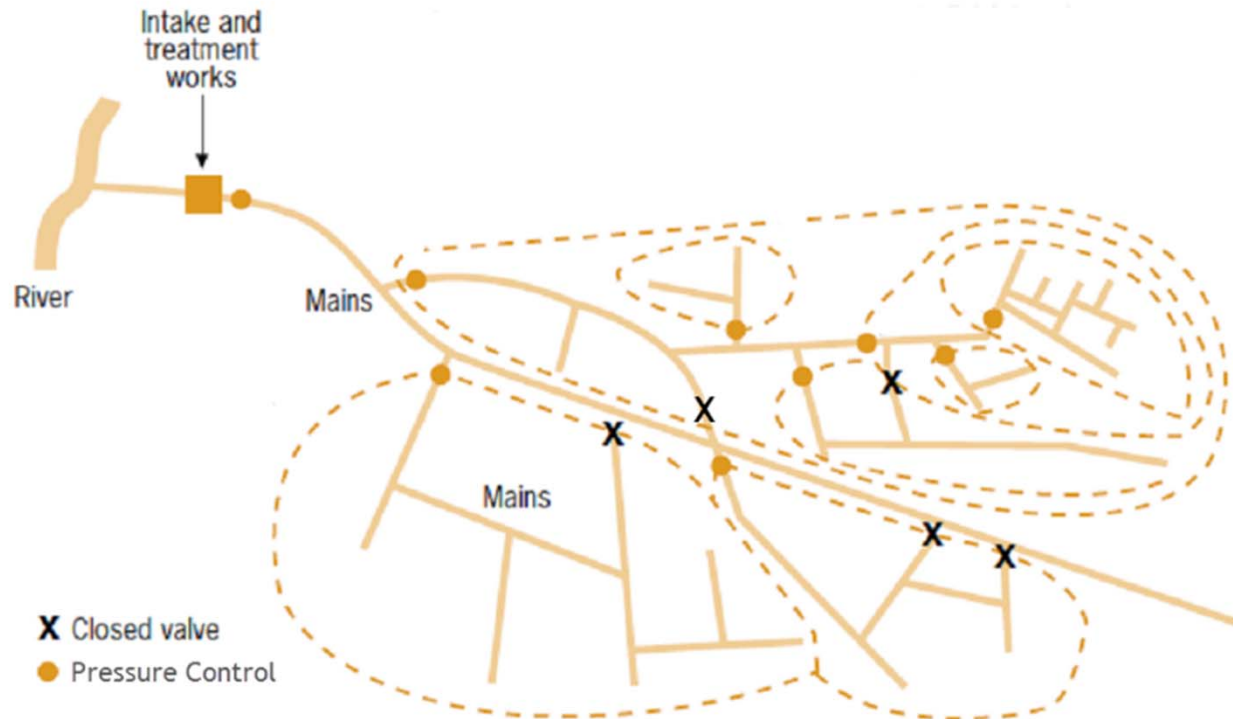 Intake and
treatment
works
River
Mains
Mains
X Closed valve
Pressure Control
X
X
X
X
X